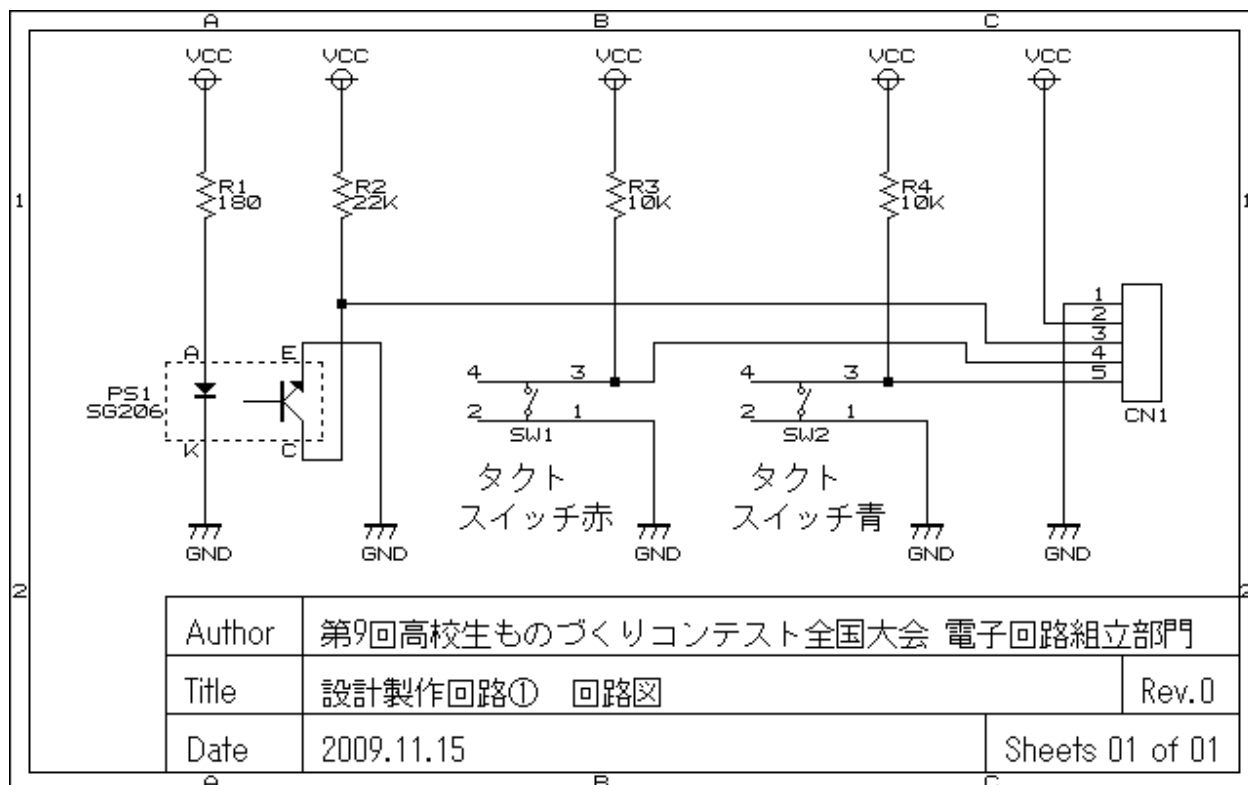 A B C
VCC VCC VCC VCC VCC
1 R1 R2 R3 R4 1
180 22K 10K 10K
1
2
3
A E 4
4 3 4 3 5
PS1
SG206
2 1 2 1
K C SW1 SW2 CN1
タクト タクト
スイッチ赤 スイッチ青
GND GND GND GND GND
2 2
Author 第9回高校生ものづくりコンテスト全国大会 電子回路組立部門
Title 設計製作回路① 回路図 Rev.0
Date 2009.11.15 Sheets 01 of 01
A B C